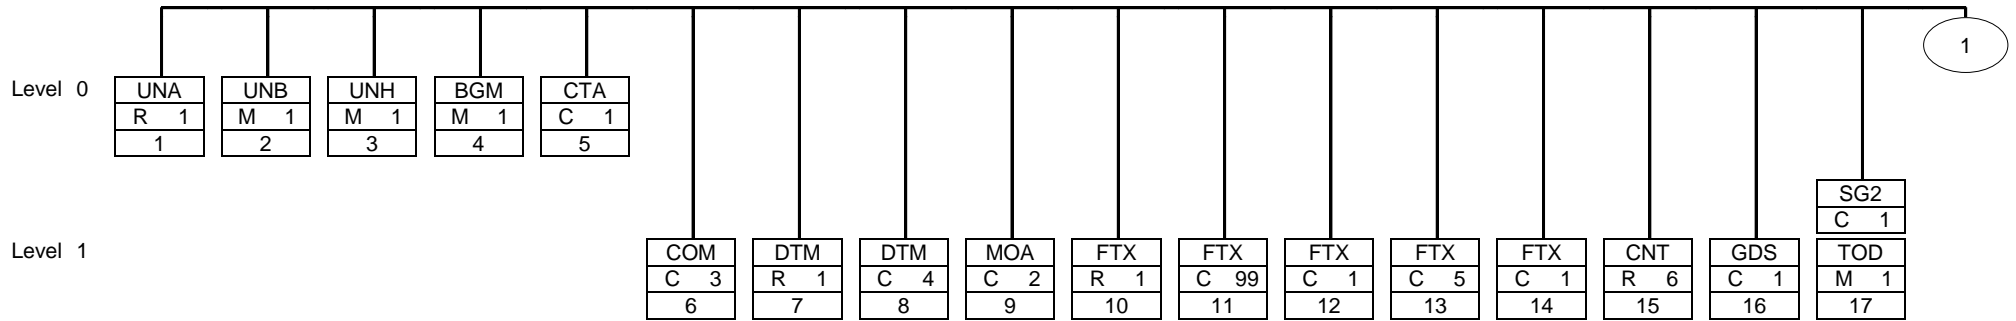 1
Level 0
UNA UNB UNH BGM CTA
R 1 M 1 M 1 M 1 C 1
1 2 3 4 5
SG2
C 1
Level 1
COM DTM DTM MOA FTX FTX FTX FTX FTX CNT GDS TOD
C 3 R 1 C 4 C 2 R 1 C 99 C 1 C 5 C 1 R 6 C 1 M 1
6 7 8 9 10 11 12 13 14 15 16 17